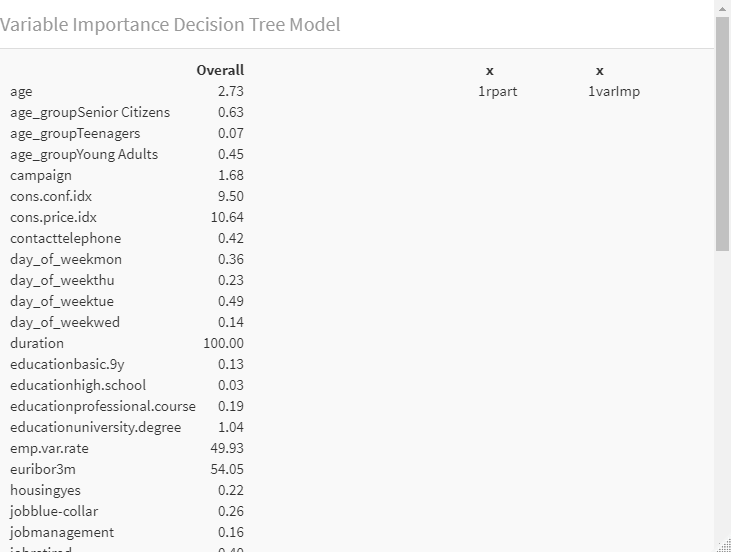 Variable Importance Decision Tree Model
Overall x x
age 2.73 1rpart 1varImp
age_groupSenior Citizens 0.63
age_groupTeenagers 0.07
age_groupYoung Adults 0.45
campaign 1.68
cons.conf.idx 9.50
cons.price.idx 10.64
contacttelephone 0.42
day_of_weekmon 0.36
day_of_weekthu 0.23
day_of_weektue 0.49
day_of_weekwed 0.14
duration 100.00
educationbasic.9y 0.13
educationhigh.school 0.03
educationprofessional.course 0.19
educationuniversity.degree 1.04
emp.var.rate 49.93
euribor3m 54.05
housingyes 0.22
jobblue-collar 0.26
jobmanagement 0.16